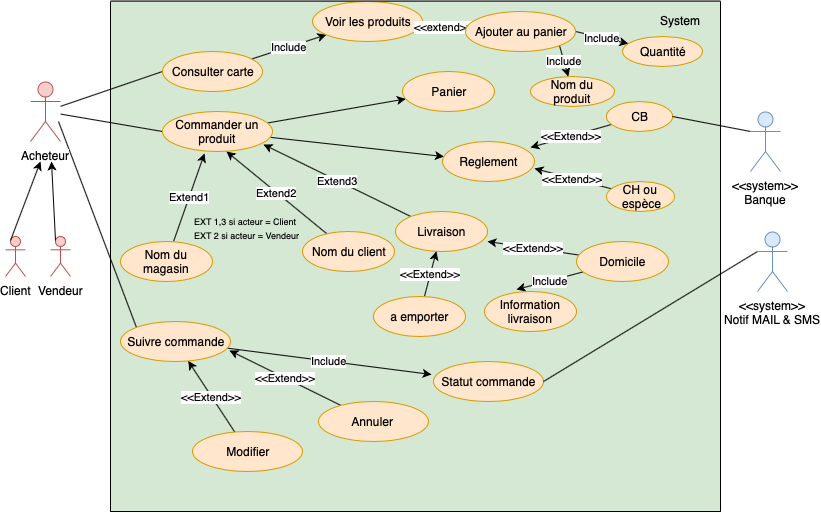 System
Voir les produits
<<extend>
Ajouter au panier
Include
Quantité
Include
Include
Consulter carte
Nom du
produit
Panier
Acheteur
Commander un
produit
CB
<<Extend>>
Reglement
<<Extend>>
CH ou
espèce
<<system>>
Banque
Extend1
Extend2
Extend3
EXT 1,3 si acteur = Client
EXT 2 si acteur = Vendeur
Livraison
<<Extend>>
Domicile
Nom du
magasin
Nom du client
<<Extend>>
Include
Client
Vendeur
a emporter
Information
livraison
<<system>>
Notif MAIL & SMS
Suivre commande
Include
Statut commande
<<Extend>>
<<Extend>>
Annuler
Modifier